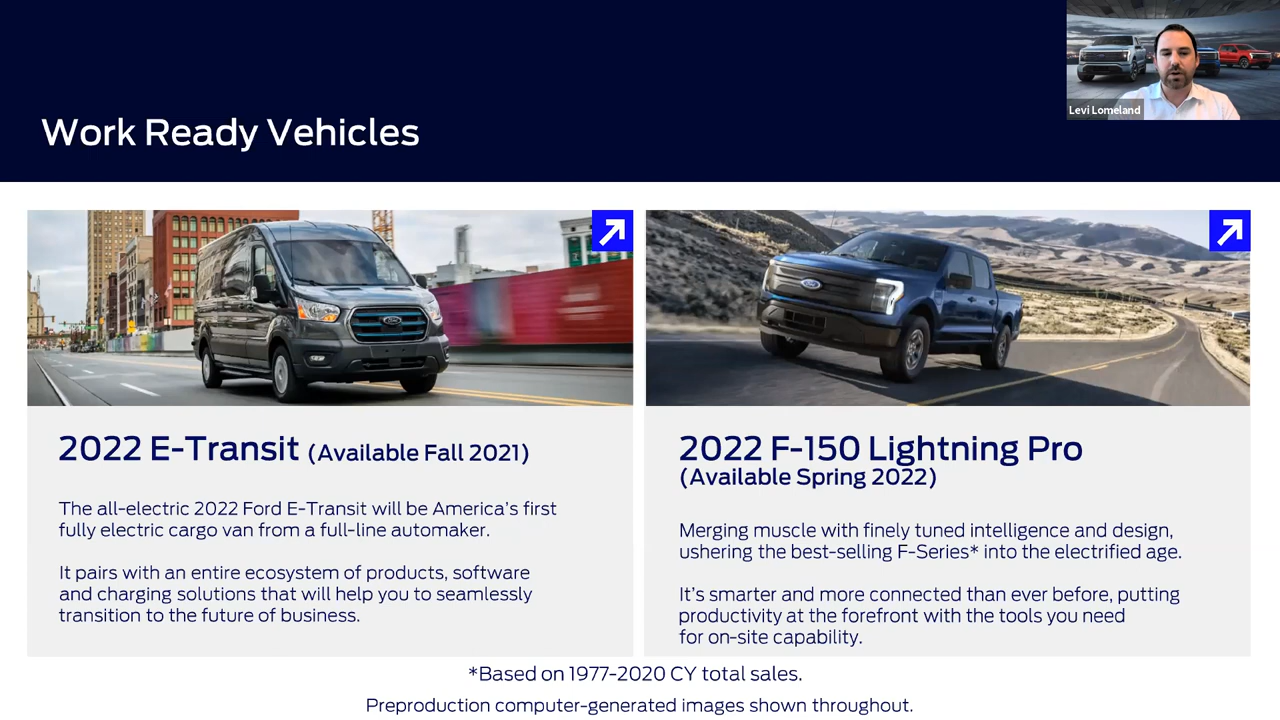 Levi Lomeland
Work Ready Vehicles
2022 E-Transit (Available Fall 2021)
The all-electric 2022 Ford E-Transit will be America's first
fully electric cargo van from a full-line automaker.
It pairs with an entire ecosystem of products, software
and charging solutions that will help you to seamlessly
transition to the future of business.
2022 F-150 Lightning Pro
(Available Spring 2022)
Merging muscle with finely tuned intelligence and design,
ushering the best-selling F-Series* into the electrified age.
It's smarter and more connected than ever before, putting
productivity at the forefront with the tools you need
for on-site capability.
*Based on 1977-2020 CY total sales.
Preproduction computer-generated images shown throughout.